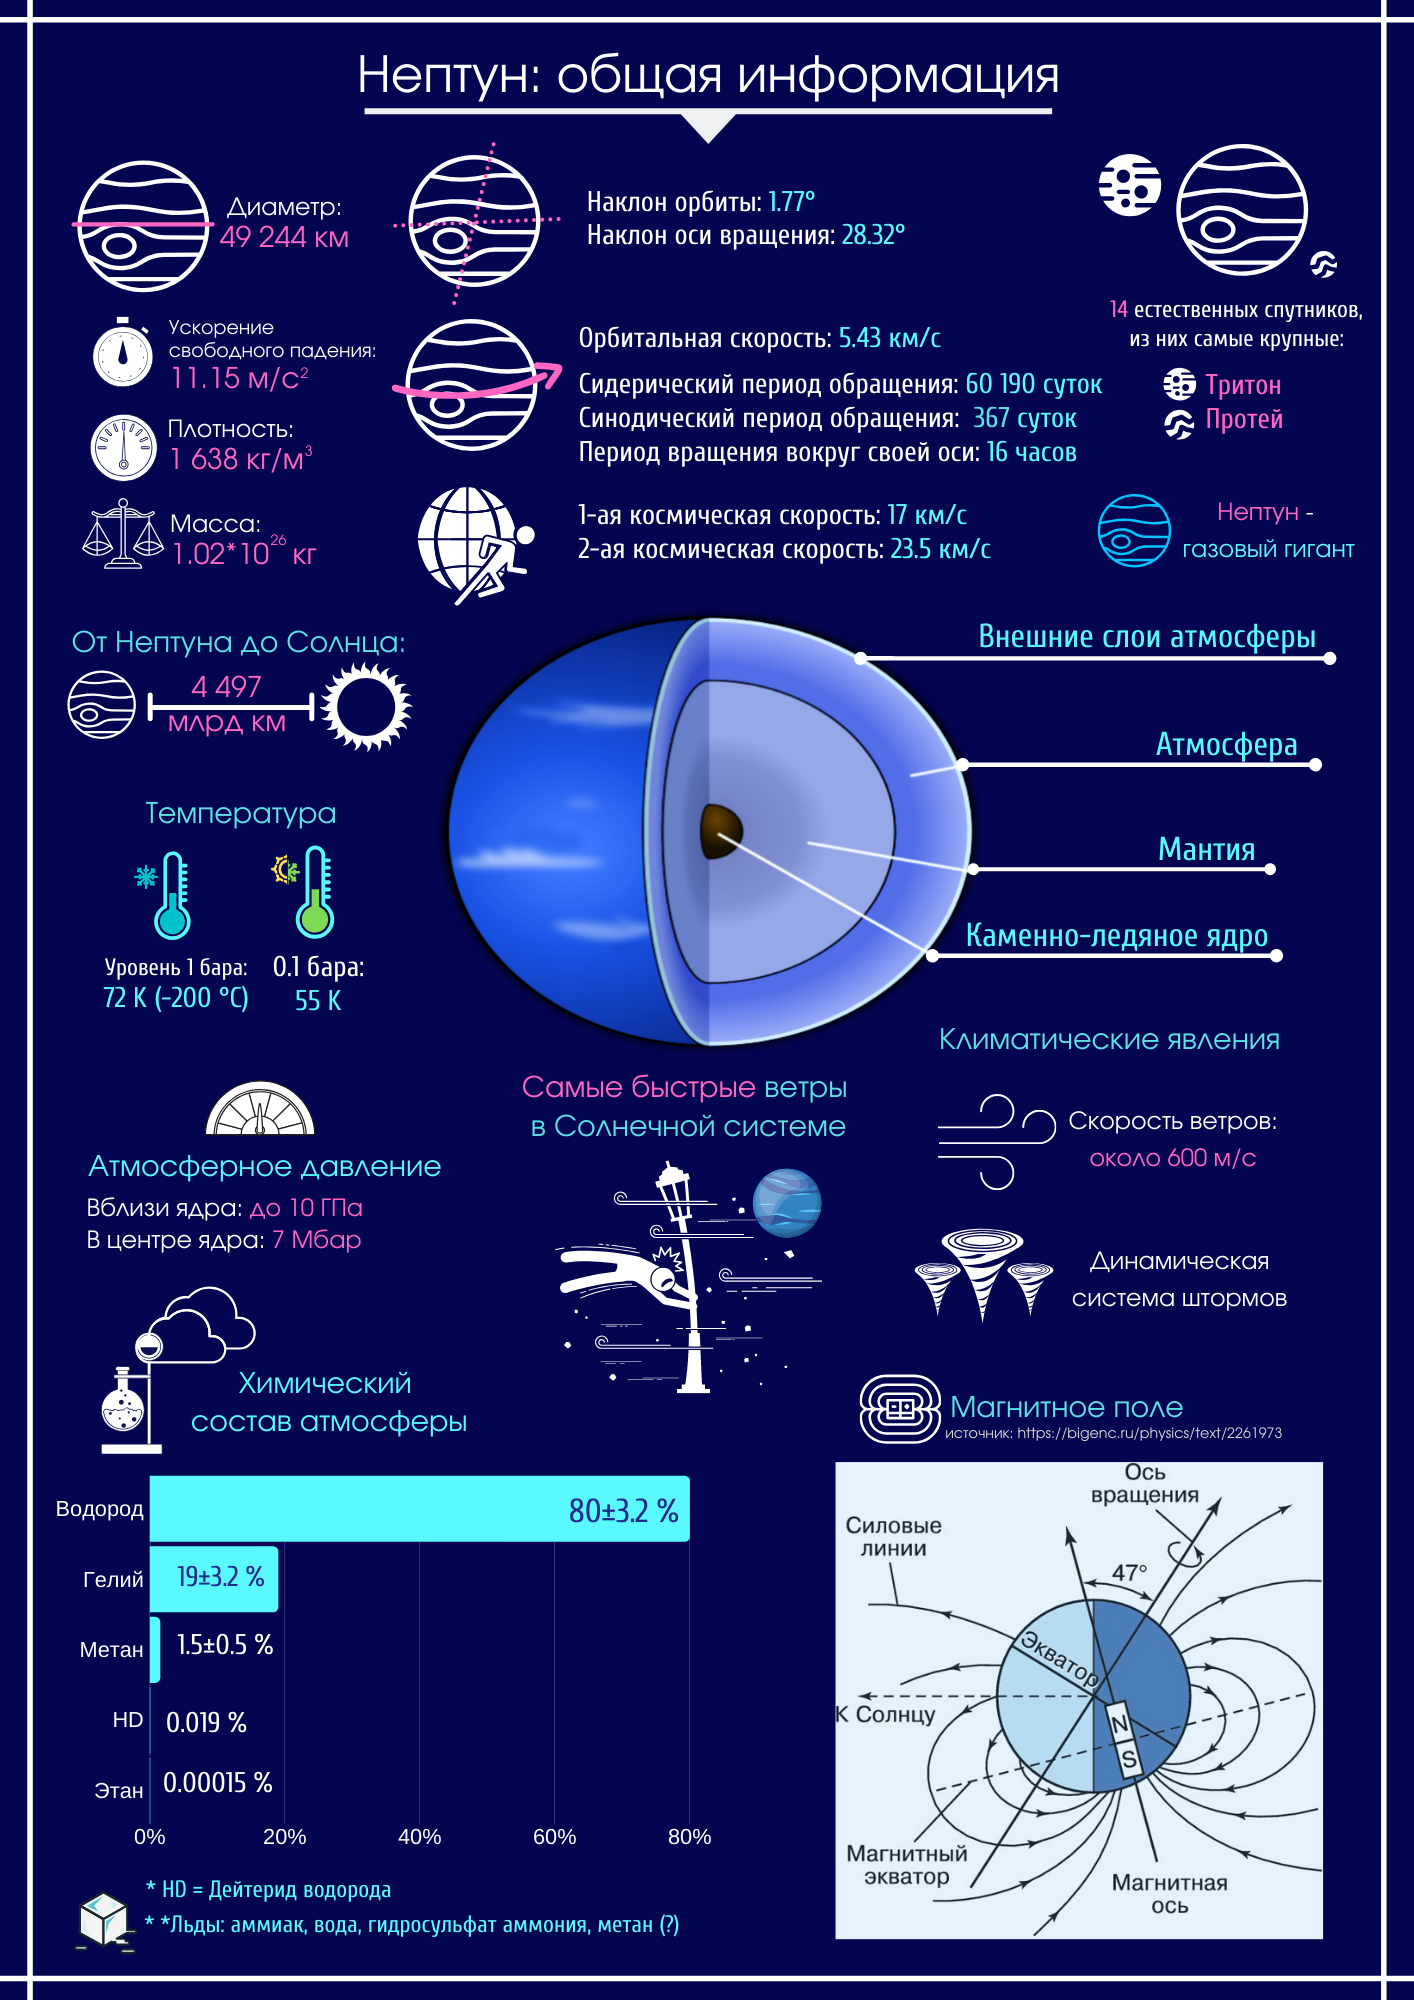 Нептун: общая информация
Диаметр:
49 244 км
Наклон орбиты: 1.77°
Наклон оси вращения: 28.32°
14 естественных спутников,
из них самые крупные:
Тритон
Протей
Ускорение
свободного падения:
11.15 м/с²
Плотность:
1 638 кг/м³
Масса:
1.02*10²⁶ кг
Орбитальная скорость: 5.43 км/с
Сидерический период обращения: 60 190 суток
Синодический период обращения: 367 суток
Период вращения вокруг своей оси: 16 часов
1-ая космическая скорость: 17 км/с
2-ая космическая скорость: 23.5 км/с
Нептун -
газовый гигант
От Нептуна до Солнца:
4 497
млрд км
Внешние слои атмосферы
Атмосфера
Мантия
Каменно-ледяное ядро
Температура
Уровень 1 бара:
72 К (-200 °C)
0.1 бара:
55 К
Атмосферное давление
Вблизи ядра: до 10 ГПа
В центре ядра: 7 Мбар
Самые быстрые ветры
в Солнечной системе
Климатические явления
Скорость ветров:
около 600 м/с
Динамическая
система штормов
Химический
состав атмосферы
Водород
80±3.2 %
Гелий
19±3.2 %
Метан
1.5±0.5 %
HD
0.019 %
Этан
0.00015 %
0%
20%
40%
60%
80%
* HD = Дейтерид водорода
* *Льды: аммиак, вода, гидросульфат аммония, метан (?)
Магнитное поле
источник: https://bigenc.ru/physics/text/2261973
Ось
вращения
Силовые
линии
47°
Экватор
К Солнцу
N
S
Магнитный
экватор
Магнитная
ось